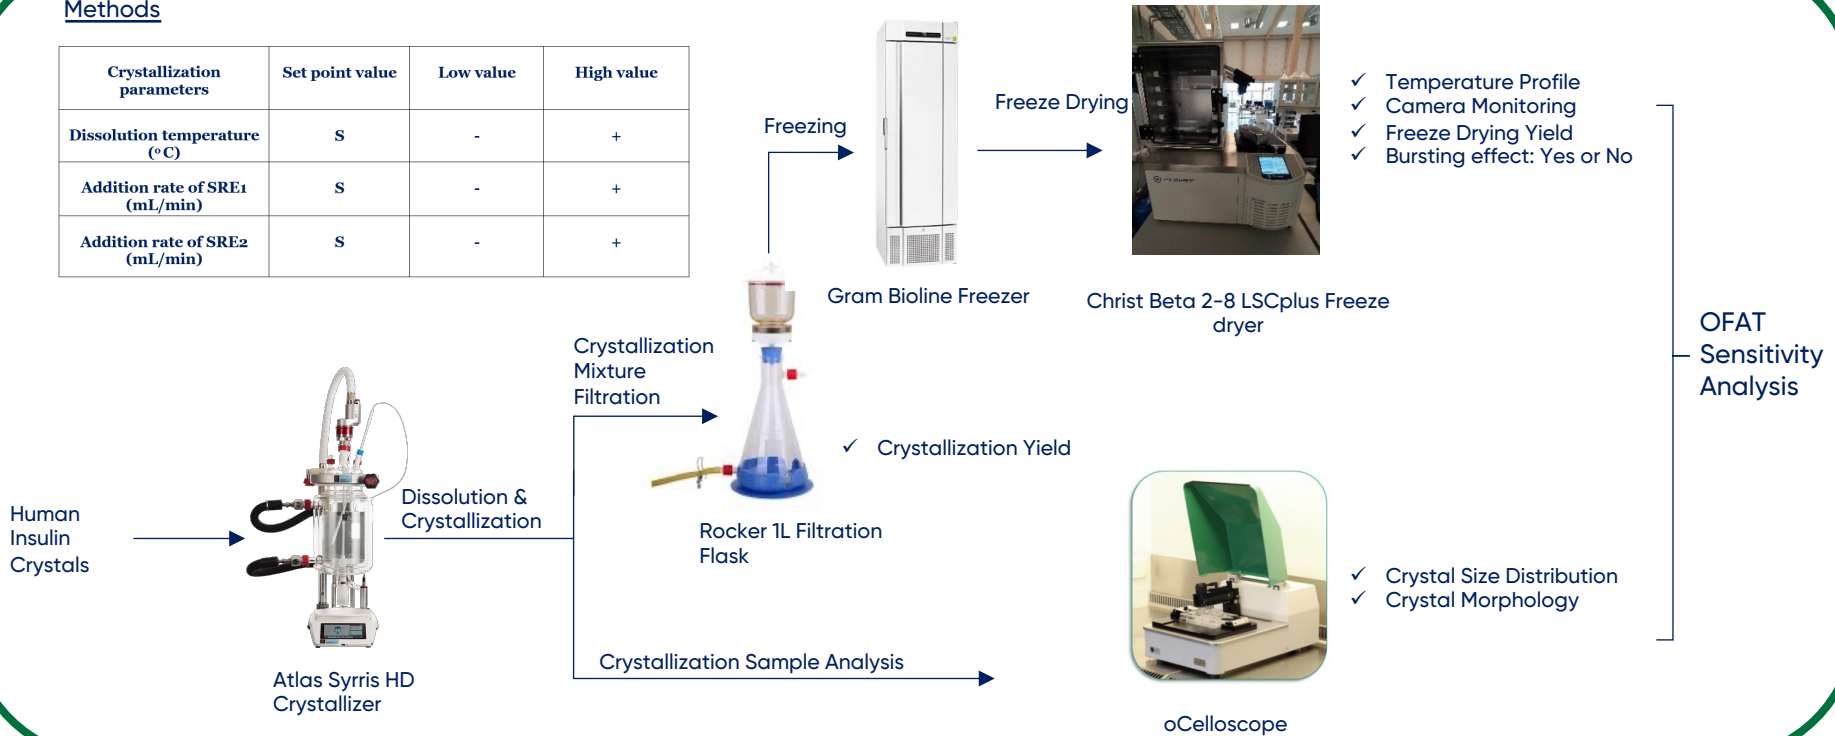 Methods
Crystallization parameters | Set point value | Low value | High value
Dissolution temperature (°C) | S | - | +
Addition rate of SRE1 (mL/min) | S | - | +
Addition rate of SRE2 (mL/min) | S | - | +
Freezing
Freeze Drying
✓ Temperature Profile
✓ Camera Monitoring
✓ Freeze Drying Yield
✓ Bursting effect: Yes or No
Gram Bioline Freezer
Christ Beta 2-8 LSCplus Freeze
dryer
OFAT
Sensitivity
Analysis
Crystallization
Mixture
Filtration
✓ Crystallization Yield
Rocker 1L Filtration
Flask
Human
Insulin
Crystals
Dissolution &
Crystallization
Atlas Syrris HD
Crystallizer
Crystallization Sample Analysis
✓ Crystal Size Distribution
✓ Crystal Morphology
oCelloscope